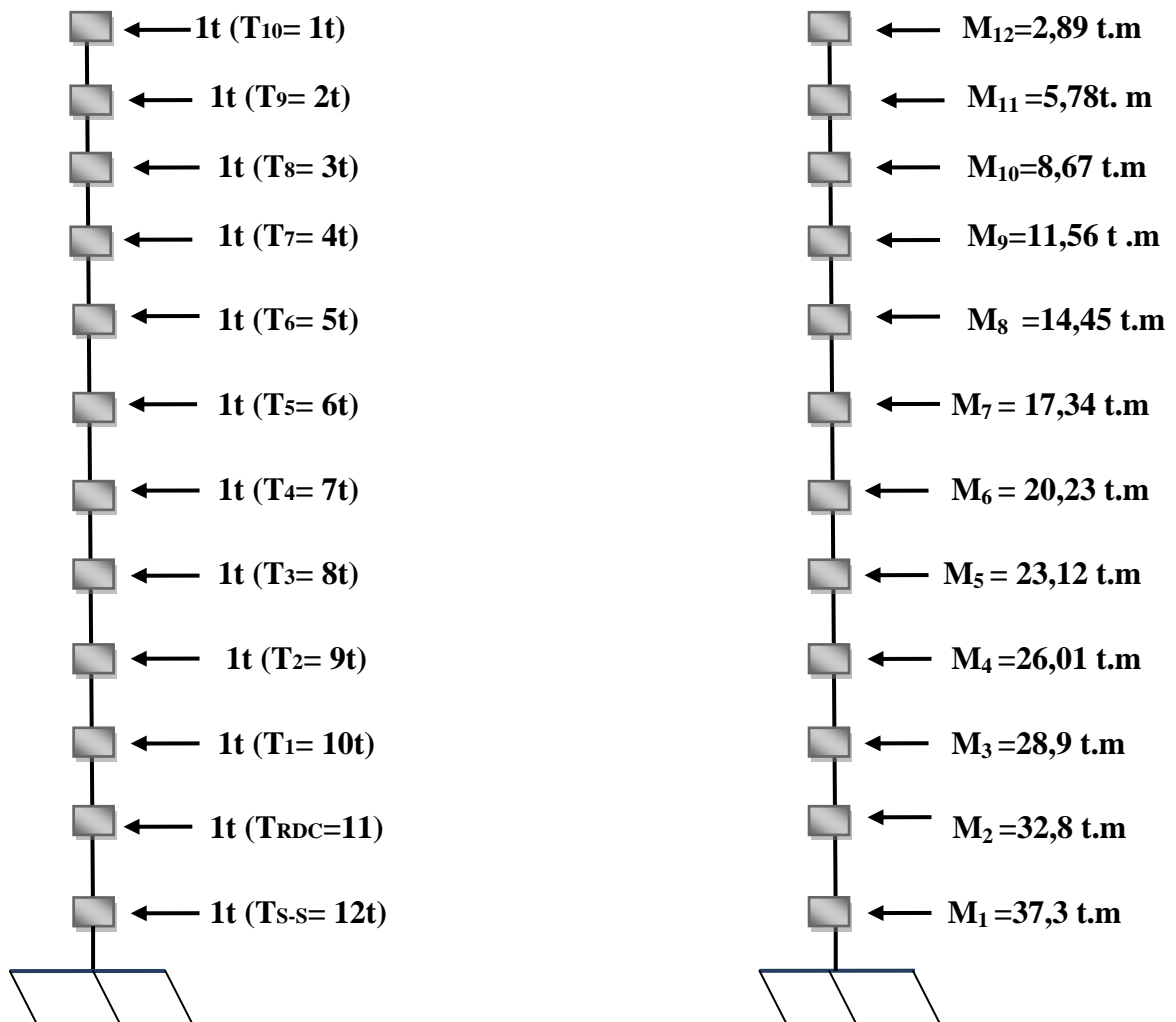 1t (T10= 1t)
1t (T9= 2t)
1t (T8= 3t)
1t (T7= 4t)
1t (T6= 5t)
1t (T5= 6t)
1t (T4= 7t)
1t (T3= 8t)
1t (T2= 9t)
1t (T1= 10t)
1t (TRDC=11)
1t (TS-S= 12t)
M12=2,89 t.m
M11 =5,78t. m
M10=8,67 t.m
M9=11,56 t .m
M8 =14,45 t.m
M7 = 17,34 t.m
M6 = 20,23 t.m
M5 = 23,12 t.m
M4 =26,01 t.m
M3 =28,9 t.m
M2 =32,8 t.m
M1 =37,3 t.m